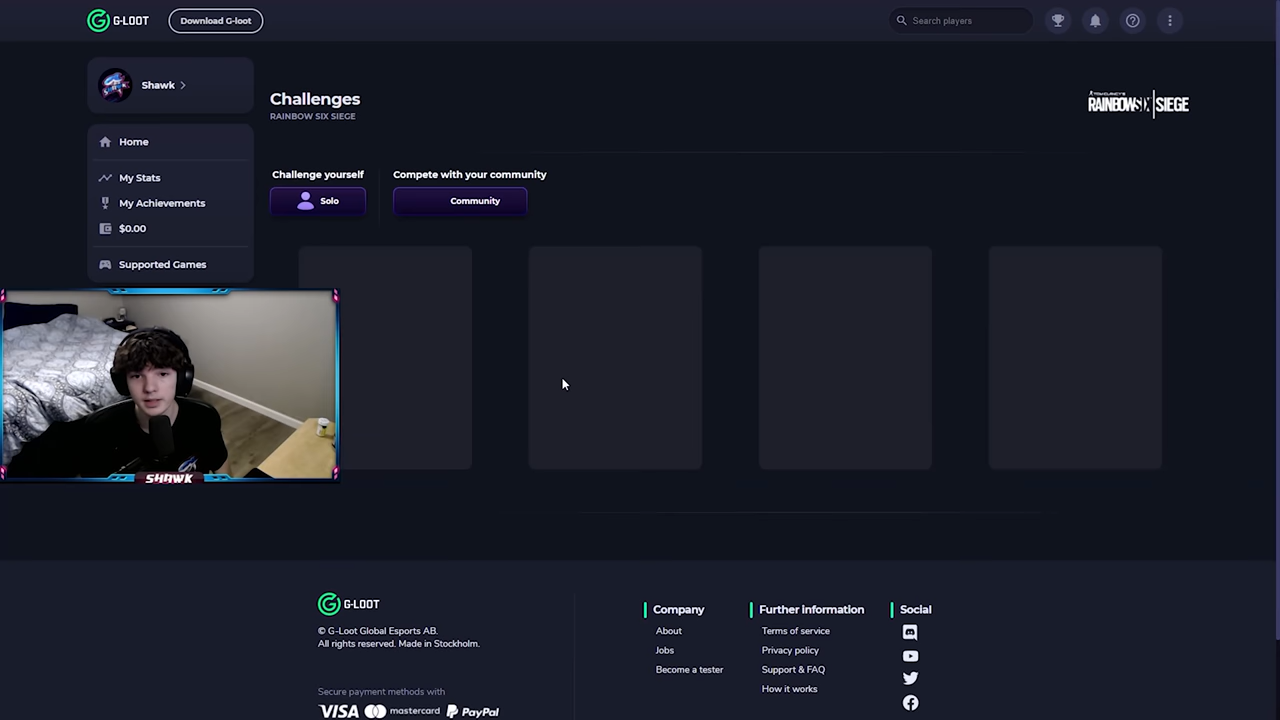 G-LOOT
Download G-loot
Search players
Shawk
Home
My Stats
My Achievements
$0.00
Supported Games
Challenges
RAINBOW SIX SIEGE
TOM CLANCY'S
RAINBOW SIX | SIEGE
Challenge yourself
Solo
Compete with your community
Community
SHAWK
G-LOOT
© G-Loot Global Esports AB.
All rights reserved. Made in Stockholm.
Secure payment methods with
VISA mastercard PayPal
Company
About
Jobs
Become a tester
Further information
Terms of service
Privacy policy
Support & FAQ
How it works
Social